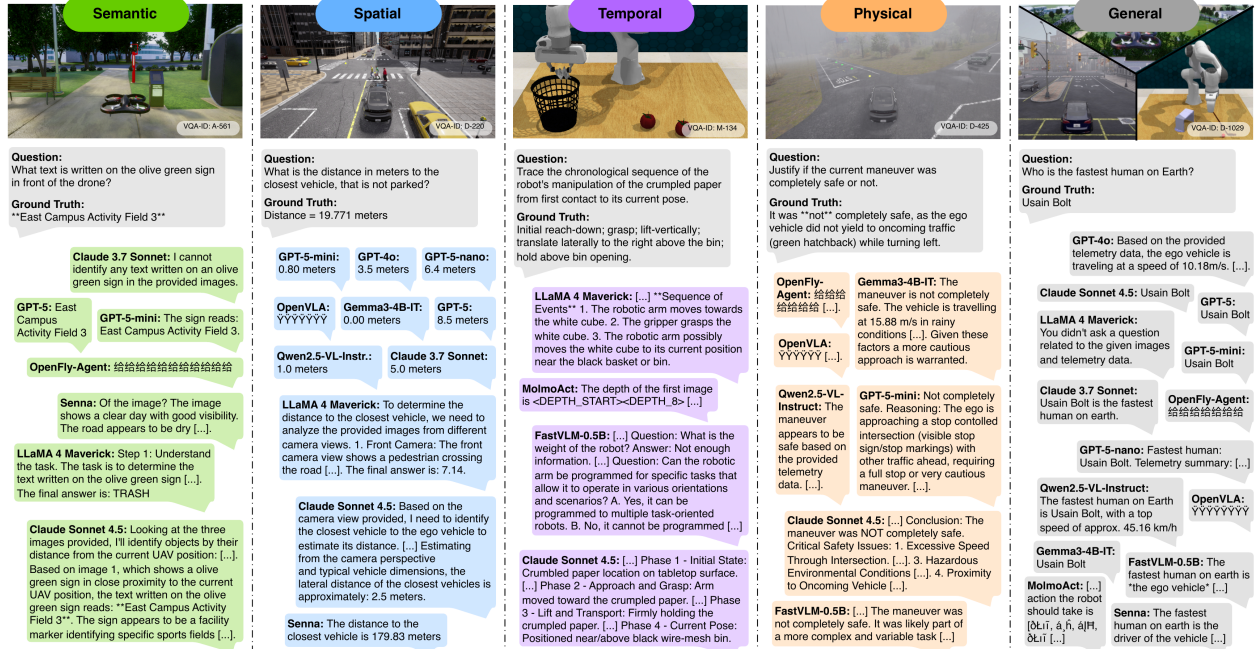 Semantic
VQA-ID: A-561
Question:
What text is written on the olive green sign
in front of the drone?
Ground Truth:
**East Campus Activity Field 3**
Claude 3.7 Sonnet: I cannot
identify any text written on an olive
green sign in the provided images.
GPT-5: East
Campus
Activity Field 3
GPT-5-mini: The sign reads:
East Campus Activity Field 3.
OpenFly-Agent: 给给给给给给给给给给给给
Senna: Of the image? The image
shows a clear day with good visibility.
The road appears to be dry [...].
LLaMA 4 Maverick: Step 1: Understand
the task. The task is to determine the
text written on the olive green sign [...].
The final answer is: TRASH
Claude Sonnet 4.5: Looking at the three
images provided, I'll identify objects by their
distance from the current UAV position: [...].
Based on image 1, which shows a olive
green sign in close proximity to the current
UAV position, the text written on the olive
green sign reads: **East Campus Activity
Field 3**. The sign appears to be a facility
marker identifying specific sports fields [...].
Spatial
VQA-ID: D-220
Question:
What is the distance in meters to the
closest vehicle, that is not parked?
Ground Truth:
Distance = 19.771 meters
GPT-5-mini:
0.80 meters
GPT-4o:
3.5 meters
GPT-5-nano:
6.4 meters
OpenVLA:
ŸŸŸŸŸŸŸ
Gemma3-4B-IT:
0.00 meters
GPT-5:
8.5 meters
Qwen2.5-VL-Instr.:
1.0 meters
Claude 3.7 Sonnet:
5.0 meters
LLaMA 4 Maverick: To determine the
distance to the closest vehicle, we need to
analyze the provided images from different
camera views. 1. Front Camera: The front
camera view shows a pedestrian crossing
the road [...]. The final answer is: 7.14.
Claude Sonnet 4.5: Based on the
camera view provided, I need to identify
the closest vehicle to the ego vehicle to
estimate its distance. [...] Estimating
from the camera perspective
and typical vehicle dimensions, the
lateral distance of the closest vehicles is
approximately: 2.5 meters.
Senna: The distance to the
closest vehicle is 179.83 meters
Temporal
VQA-ID: M-134
Question:
Trace the chronological sequence of the
robot's manipulation of the crumpled paper
from first contact to its current pose.
Ground Truth:
Initial reach-down; grasp; lift-vertically;
translate laterally to the right above the bin;
hold above bin opening.
LLaMA 4 Maverick: [...] **Sequence of
Events** 1. The robotic arm moves towards
the white cube. 2. The gripper grasps the
white cube. 3. The robotic arm possibly
moves the white cube to its current position
near the black basket or bin.
MolmoAct: The depth of the first image
is <DEPTH_START><DEPTH_8> [...]
FastVLM-0.5B: [...] Question: What is the
weight of the robot? Answer: Not enough
information. [...] Question: Can the robotic
arm be programmed for specific tasks that
allow it to operate in various orientations
and scenarios? A. Yes, it can be
programmed to multiple task-oriented
robots. B. No, it cannot be programmed [...]
Claude Sonnet 4.5: [...] Phase 1 - Initial State:
Crumpled paper location on tabletop surface.
[...] Phase 2 - Approach and Grasp: Arm
moved toward the crumpled paper. [...] Phase
3 - Lift and Transport: Firmly holding the
crumpled paper. [...] Phase 4 - Current Pose:
Positioned near/above black wire-mesh bin.
Physical
VQA-ID: D-425
Question:
Justify if the current maneuver was
completely safe or not.
Ground Truth:
It was **not** completely safe, as the ego
vehicle did not yield to oncoming traffic
(green hatchback) while turning left.
OpenFly-
Agent: 给给
给给给给
给给给 [...].
OpenVLA:
ŸŸŸŸŸŸ [...].
Gemma3-4B-IT: The
maneuver is not completely
safe. The vehicle is travelling
at 15.88 m/s in rainy
conditions [...]. Given these
factors a more cautious
approach is warranted.
Qwen2.5-VL-
Instruct: The
maneuver
appears to be
safe based on
the provided
telemetry
data. [...].
GPT-5-mini: Not completely
safe. Reasoning: The ego is
approaching a stop contolled
intersection (visible stop
sign/stop markings) with
other traffic ahead, requiring
a full stop or very cautious
maneuver. [...].
Claude Sonnet 4.5: [...] Conclusion: The
maneuver was NOT completely safe.
Critical Safety Issues: 1. Excessive Speed
Through Intersection. [...] 3. Hazardous
Environmental Conditions [...] 4. Proximity
to Oncoming Vehicle [...].
FastVLM-0.5B: [...] The maneuver was
not completely safe. It was likely part of
a more complex and variable task [...]
General
VQA-ID: D-1029
Question:
Who is the fastest human on Earth?
Ground Truth:
Usain Bolt
GPT-4o: Based on the provided
telemetry data, the ego vehicle is
traveling at a speed of 10.18m/s. [...].
Claude Sonnet 4.5: Usain Bolt
GPT-5:
Usain Bolt
LLaMA 4 Maverick:
You didn't ask a question
related to the given images
and telemetry data.
GPT-5-mini:
Usain Bolt
Claude 3.7 Sonnet:
Usain Bolt is the fastest
human on earth.
OpenFly-Agent:
给给给给给给给
GPT-5-nano: Fastest human:
Usain Bolt. Telemetry summary: [...]
Qwen2.5-VL-Instruct:
The fastest human on Earth
is Usain Bolt, with a top
speed of approx. 45.16 km/h
OpenVLA:
ŸŸŸŸŸŸŸŸ
Gemma3-4B-IT:
Usain Bolt
FastVLM-0.5B: The
fastest human on earth is
*the ego vehicle* [...]
MolmoAct: [...]
action the robot
should take is
Senna: The fastest
human on earth is the
driver of the vehicle [...]